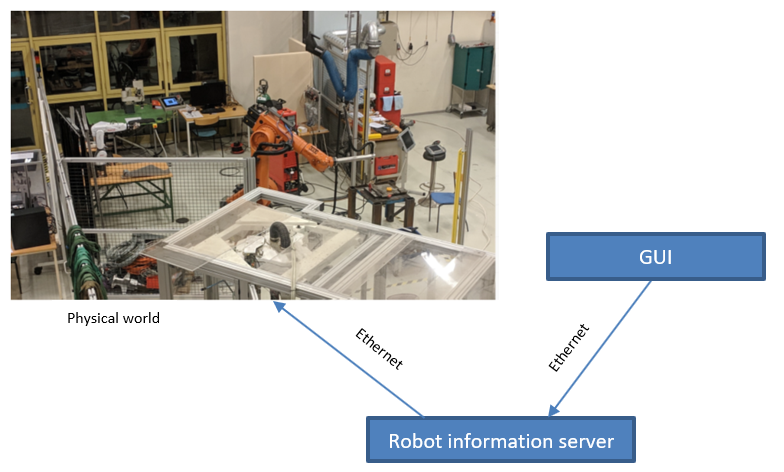 GUI
Physical world
Ethernet
Ethernet
Robot information server